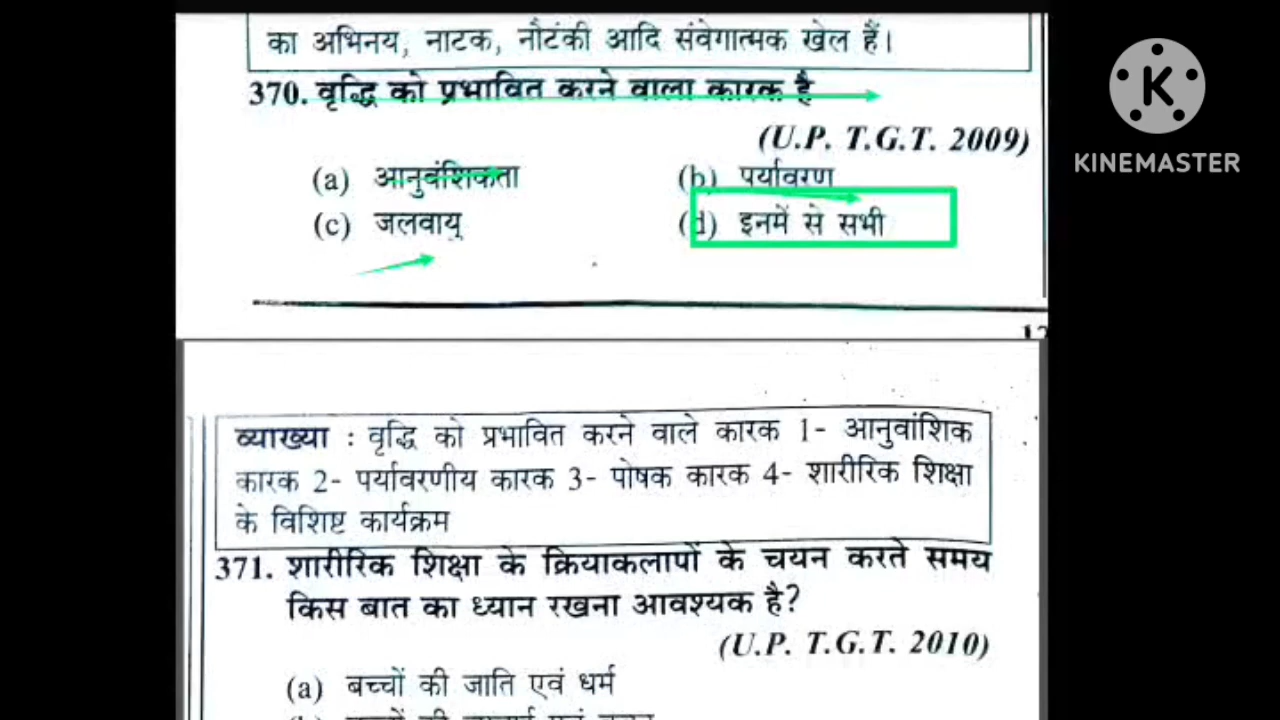 का अभिनय, नाटक, नौटंकी आदि संवेगात्मक खेल हैं।
370. वृद्धि को प्रभावित करने वाला कारक है
(U.P. T.G.T. 2009)
(a) आनुवंशिकता (b) पर्यावरण
(c) जलवायु (d) इनमें से सभी
K
KINEMASTER
व्याख्या : वृद्धि को प्रभावित करने वाले कारक 1- आनुवांशिक
कारक 2- पर्यावरणीय कारक 3- पोषक कारक 4- शारीरिक शिक्षा
के विशिष्ट कार्यक्रम
371. शारीरिक शिक्षा के क्रियाकलापों के चयन करते समय
किस बात का ध्यान रखना आवश्यक है?
(U.P. T.G.T. 2010)
(a) बच्चों की जाति एवं धर्म